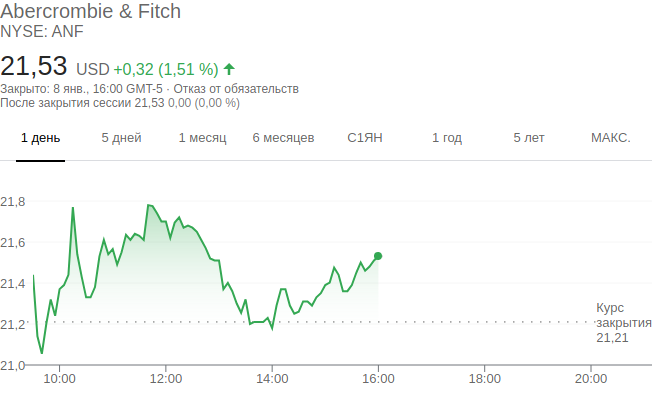 Abercrombie & Fitch
NYSE: ANF
21,53 USD +0,32 (1,51 %)
Закрыто: 8 янв., 16:00 GMT-5 · Отказ от обязательств
После закрытия сессии 21,53 0,00 (0,00 %)
1 день 5 дней 1 месяц 6 месяцев С1ЯН 1 год 5 лет МАКС.
21,8
21,6
21,4
21,2
21,0
Курс
закрытия
21,21
10:00 12:00 14:00 16:00 18:00 20:00